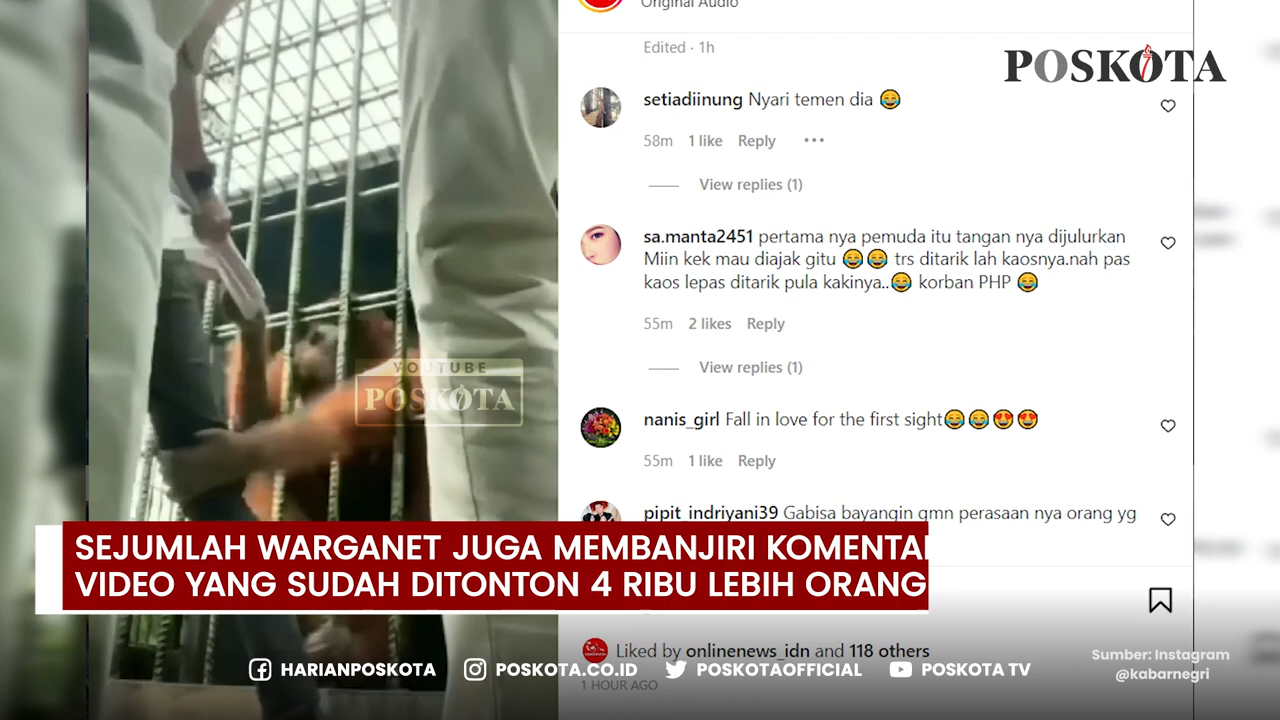 Original Audio
Edited · 1h
POSKOTA
setiadiinung Nyari temen dia 😂
58m 1 like Reply •••
View replies (1)
sa.manta2451 pertama nya pemuda itu tangan nya dijulurkan
Miin kek mau diajak gitu 😂😂 trs ditarik lah kaosnya.nah pas
kaos lepas ditarik pula kakinya..😂 korban PHP 😂
55m 2 likes Reply
View replies (1)
YOUTUBE
POSKOTA
nanis_girl Fall in love for the first sight😂😂😍😍
55m 1 like Reply
pipit_indriyani39 Gabisa bayangin gmn perasaan nya orang yg
SEJUMLAH WARGANET JUGA MEMBANJIRI KOMENTAR
VIDEO YANG SUDAH DITONTON 4 RIBU LEBIH ORANG
Liked by onlinenews_idn and 118 others
1 HOUR AGO
HARIANPOSKOTA POSKOTA.CO.ID POSKOTAOFFICIAL POSKOTA TV
Sumber: Instagram
@kabarnegri